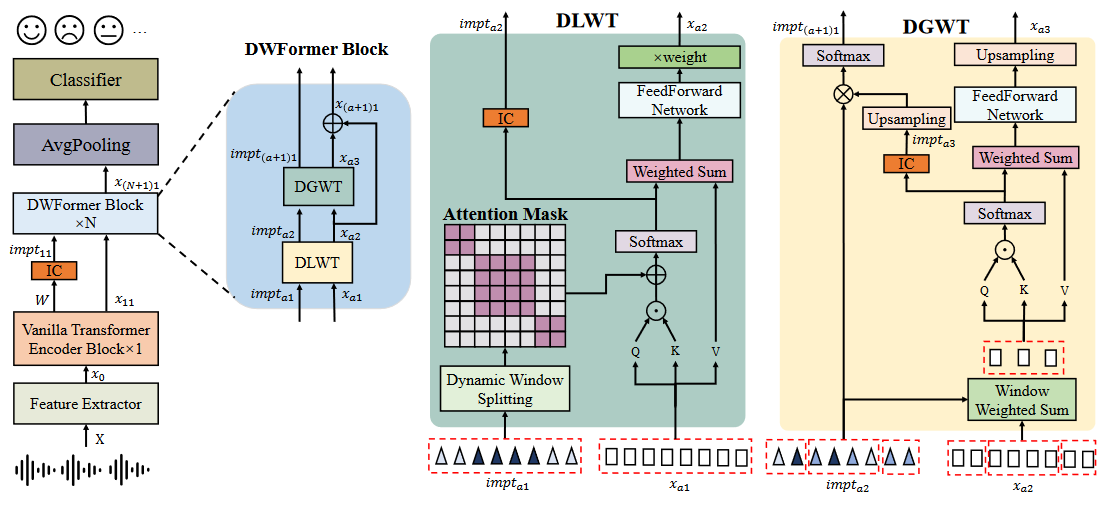 ...
Classifier
AvgPooling
x(N+1)1
DWFormer Block
×N
impt11
IC
W
x11
Vanilla Transformer
Encoder Block×1
x0
Feature Extractor
X
DWFormer Block
x(a+1)1
impt(a+1)1
xa3
DGWT
impta2
xa2
DLWT
impta1
xa1
DLWT
impta2
xa2
×weight
FeedForward
Network
IC
Weighted Sum
Attention Mask
Softmax
Q
K
V
Dynamic Window
Splitting
impta1
xa1
DGWT
impt(a+1)1
xa3
Softmax
Upsampling
FeedForward
Network
Upsampling
impta3
IC
Weighted Sum
Softmax
Q
K
V
Window
Weighted Sum
impta2
xa2